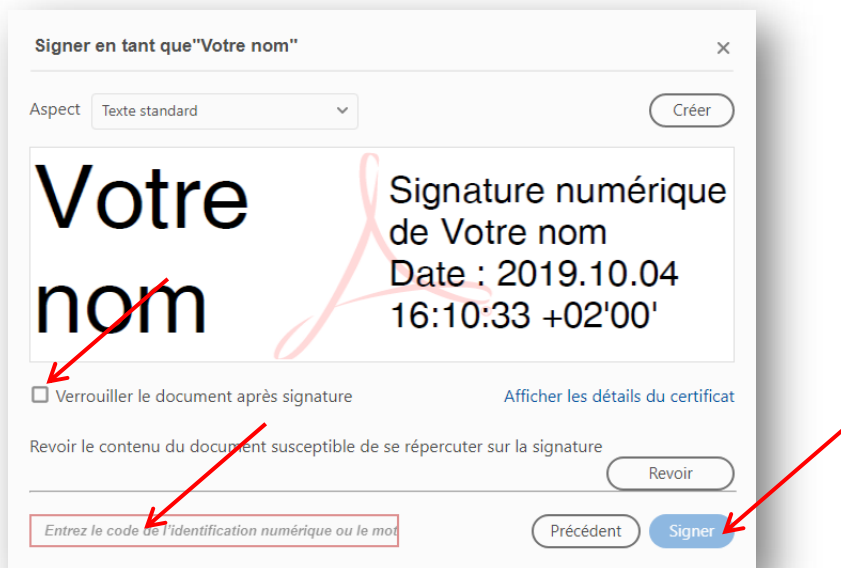 Signer en tant que"Votre nom"
Aspect Texte standard Créer
Votre
nom
Signature numérique
de Votre nom
Date : 2019.10.04
16:10:33 +02'00'
Verrouiller le document après signature Afficher les détails du certificat
Revoir le contenu du document susceptible de se répercuter sur la signature
Revoir
Entrez le code de l'identification numérique ou le mot Précédent Signer